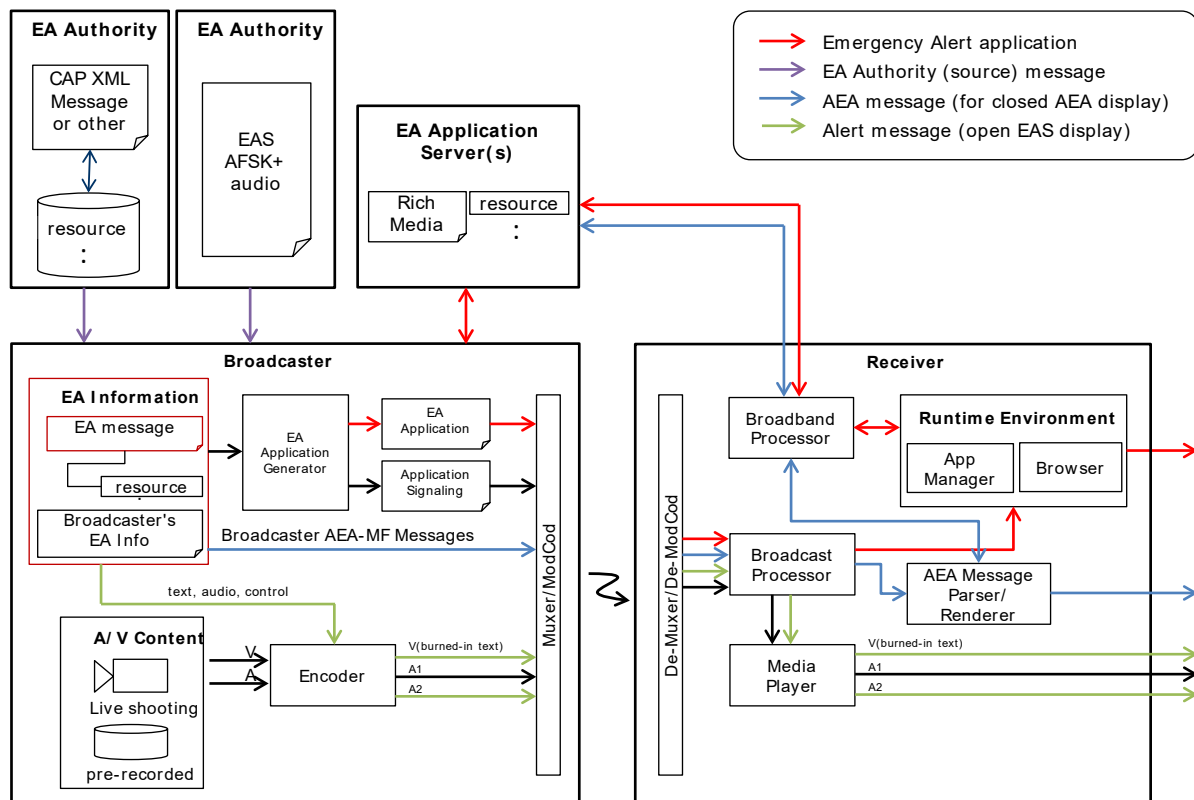 EA Authority
CAP XML
Message
or other
resource
:
EA Authority
EAS
AFSK+
audio
EA Application
Server(s)
Rich
Media
resource
:
Emergency Alert application
EA Authority (source) message
AEA message (for closed AEA display)
Alert message (open EAS display)
Broadcaster
EA Information
EA message
resource
:
Broadcaster's
EA Info
EA
Application
Generator
EA
Application
Application
Signaling
Broadcaster AEA-MF Messages
text, audio, control
A/ V Content
Live shooting
pre-recorded
V
A
Encoder
V(burned-in text)
A1
A2
Muxer/ModCod
Receiver
De-Muxer/De-ModCod
Broadband
Processor
Runtime Environment
App
Manager
Browser
Broadcast
Processor
AEA Message
Parser/
Renderer
Media
Player
V(burned-in text)
A1
A2